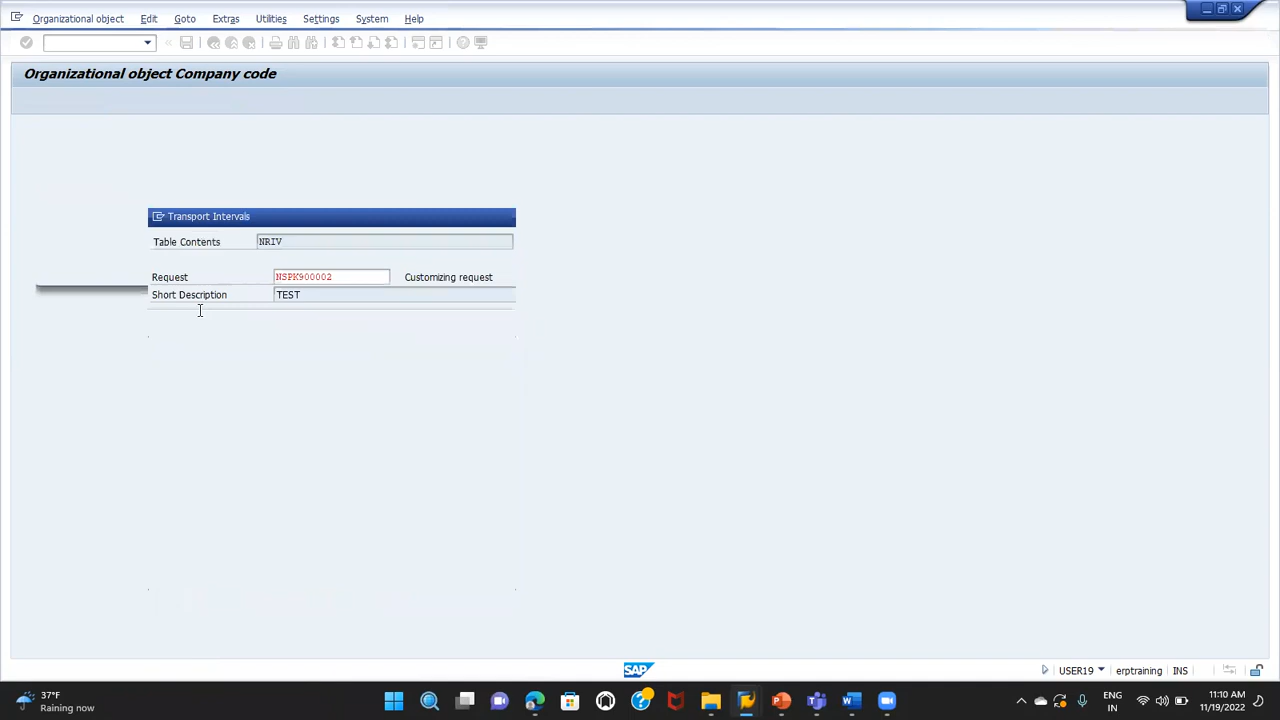 Organizational object Edit Goto Extras Utilities Settings System Help
Organizational object Company code
Transport Intervals
Table Contents NRIV
Request NSPK900002 Customizing request
Short Description TEST
SAP
USER19 erptraining INS
37°F
Raining now
ENG
IN
11:10 AM
11/19/2022